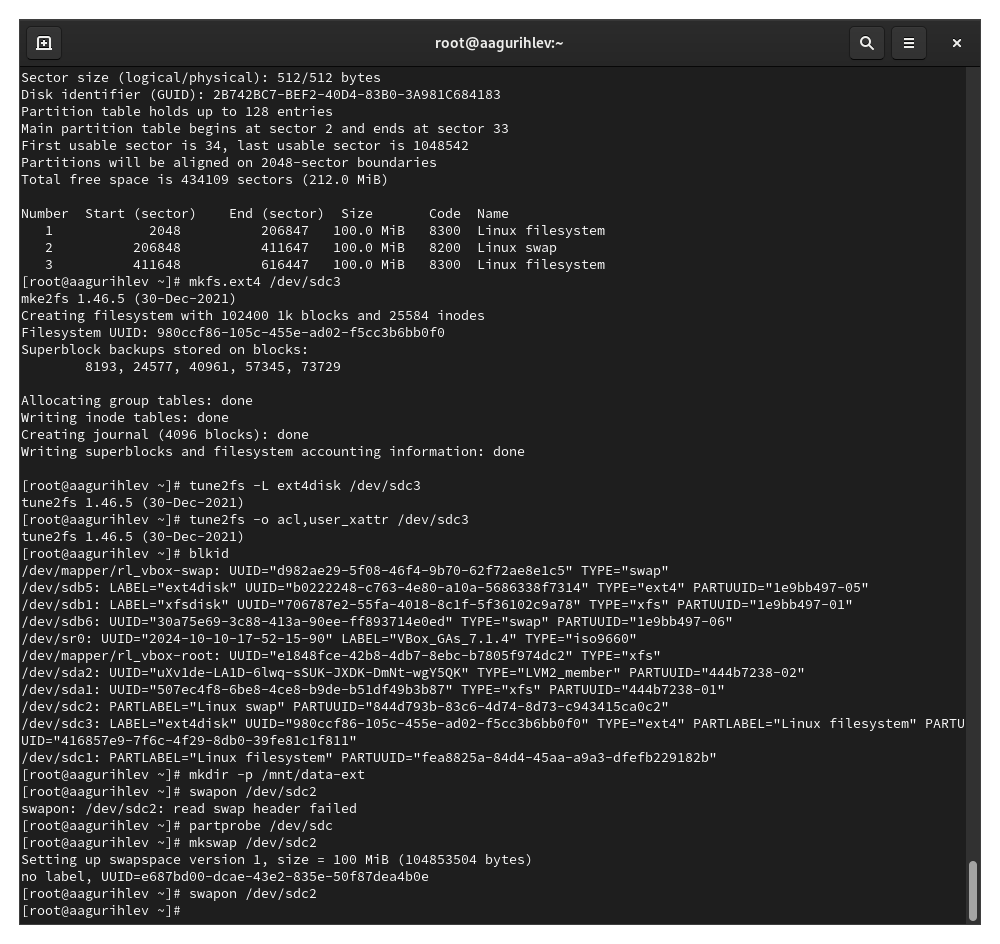 root@aagurihlev:~
Sector size (logical/physical): 512/512 bytes
Disk identifier (GUID): 2B742BC7-BEF2-40D4-83B0-3A981C684183
Partition table holds up to 128 entries
Main partition table begins at sector 2 and ends at sector 33
First usable sector is 34, last usable sector is 1048542
Partitions will be aligned on 2048-sector boundaries
Total free space is 434109 sectors (212.0 MiB)
Number  Start (sector)    End (sector)  Size       Code  Name
   1            2048          206847   100.0 MiB   8300  Linux filesystem
   2          206848          411647   100.0 MiB   8200  Linux swap
   3          411648          616447   100.0 MiB   8300  Linux filesystem
[root@aagurihlev ~]# mkfs.ext4 /dev/sdc3
mke2fs 1.46.5 (30-Dec-2021)
Creating filesystem with 102400 1k blocks and 25584 inodes
Filesystem UUID: 980ccf86-105c-455e-ad02-f5cc3b6bb0f0
Superblock backups stored on blocks:
        8193, 24577, 40961, 57345, 73729
Allocating group tables: done
Writing inode tables: done
Creating journal (4096 blocks): done
Writing superblocks and filesystem accounting information: done
[root@aagurihlev ~]# tune2fs -L ext4disk /dev/sdc3
tune2fs 1.46.5 (30-Dec-2021)
[root@aagurihlev ~]# tune2fs -o acl,user_xattr /dev/sdc3
tune2fs 1.46.5 (30-Dec-2021)
[root@aagurihlev ~]# blkid
/dev/mapper/rl_vbox-swap: UUID="d982ae29-5f08-46f4-9b70-62f72ae8e1c5" TYPE="swap"
/dev/sdb5: LABEL="ext4disk" UUID="b0222248-c763-4e80-a10a-5686338f7314" TYPE="ext4" PARTUUID="1e9bb497-05"
/dev/sdb1: LABEL="xfsdisk" UUID="706787e2-55fa-4018-8c1f-5f36102c9a78" TYPE="xfs" PARTUUID="1e9bb497-01"
/dev/sdb6: UUID="30a75e69-3c88-413a-90ee-ff893714e0ed" TYPE="swap" PARTUUID="1e9bb497-06"
/dev/sr0: UUID="2024-10-10-17-52-15-90" LABEL="VBox_GAs_7.1.4" TYPE="iso9660"
/dev/mapper/rl_vbox-root: UUID="e1848fce-42b8-4db7-8ebc-b7805f974dc2" TYPE="xfs"
/dev/sda2: UUID="uXv1de-LA1D-6lwq-sSUK-JXDK-DmNt-wgY5QK" TYPE="LVM2_member" PARTUUID="444b7238-02"
/dev/sda1: UUID="507ec4f8-6be8-4ce8-b9de-b51df49b3b87" TYPE="xfs" PARTUUID="444b7238-01"
/dev/sdc2: PARTLABEL="Linux swap" PARTUUID="844d793b-83c6-4d74-8d73-c943415ca0c2"
/dev/sdc3: LABEL="ext4disk" UUID="980ccf86-105c-455e-ad02-f5cc3b6bb0f0" TYPE="ext4" PARTLABEL="Linux filesystem" PARTU
UID="416857e9-7f6c-4f29-8db0-39fe81c1f811"
/dev/sdc1: PARTLABEL="Linux filesystem" PARTUUID="fea8825a-84d4-45aa-a9a3-dfefb229182b"
[root@aagurihlev ~]# mkdir -p /mnt/data-ext
[root@aagurihlev ~]# swapon /dev/sdc2
swapon: /dev/sdc2: read swap header failed
[root@aagurihlev ~]# partprobe /dev/sdc
[root@aagurihlev ~]# mkswap /dev/sdc2
Setting up swapspace version 1, size = 100 MiB (104853504 bytes)
no label, UUID=e687bd00-dcae-43e2-835e-50f87dea4b0e
[root@aagurihlev ~]# swapon /dev/sdc2
[root@aagurihlev ~]#